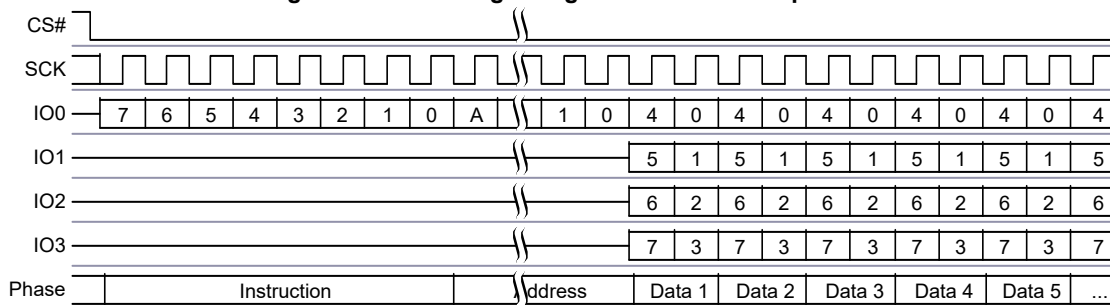 CS#
SCK
IO0 7 6 5 4 3 2 1 0 A 1 0 4 0 4 0 4 0 4 0 4 0 4
IO1 5 1 5 1 5 1 5 1 5 1 5
IO2 6 2 6 2 6 2 6 2 6 2 6
IO3 7 3 7 3 7 3 7 3 7 3 7
Phase Instruction Address Data 1 Data 2 Data 3 Data 4 Data 5 ...